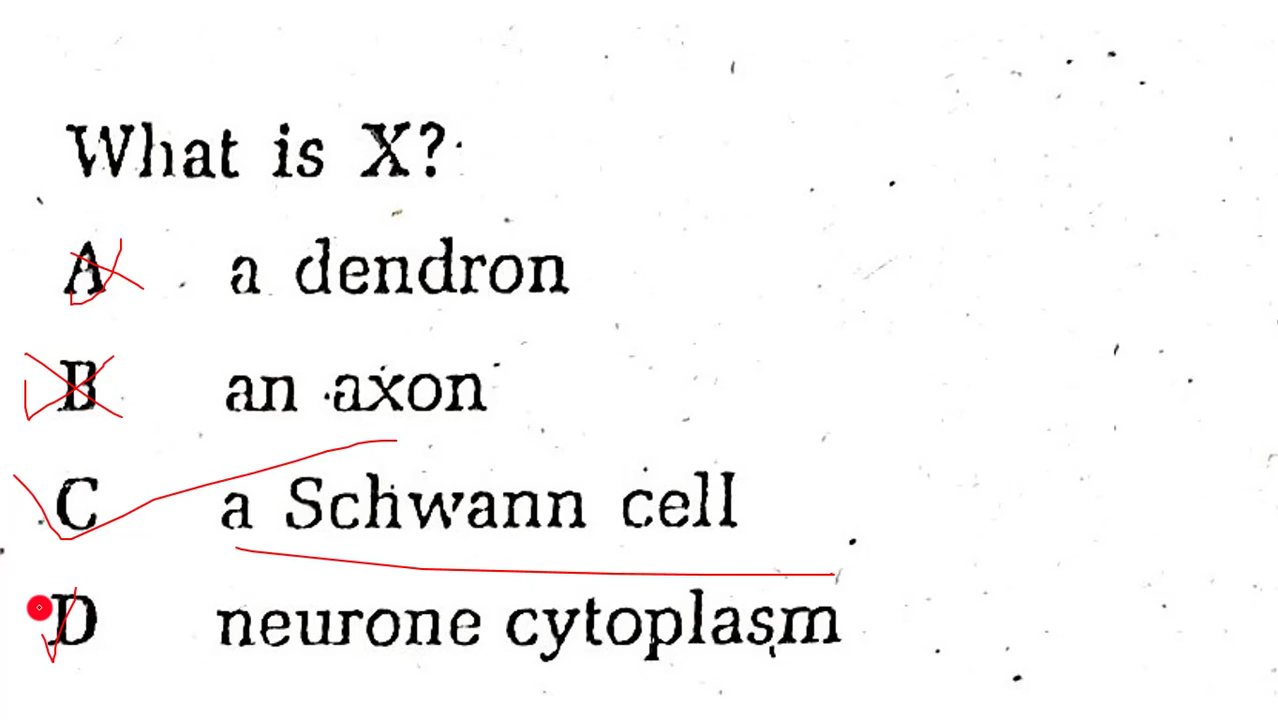 What is X?
A a dendron
B an axon
C a Schwann cell
D neurone cytoplasm